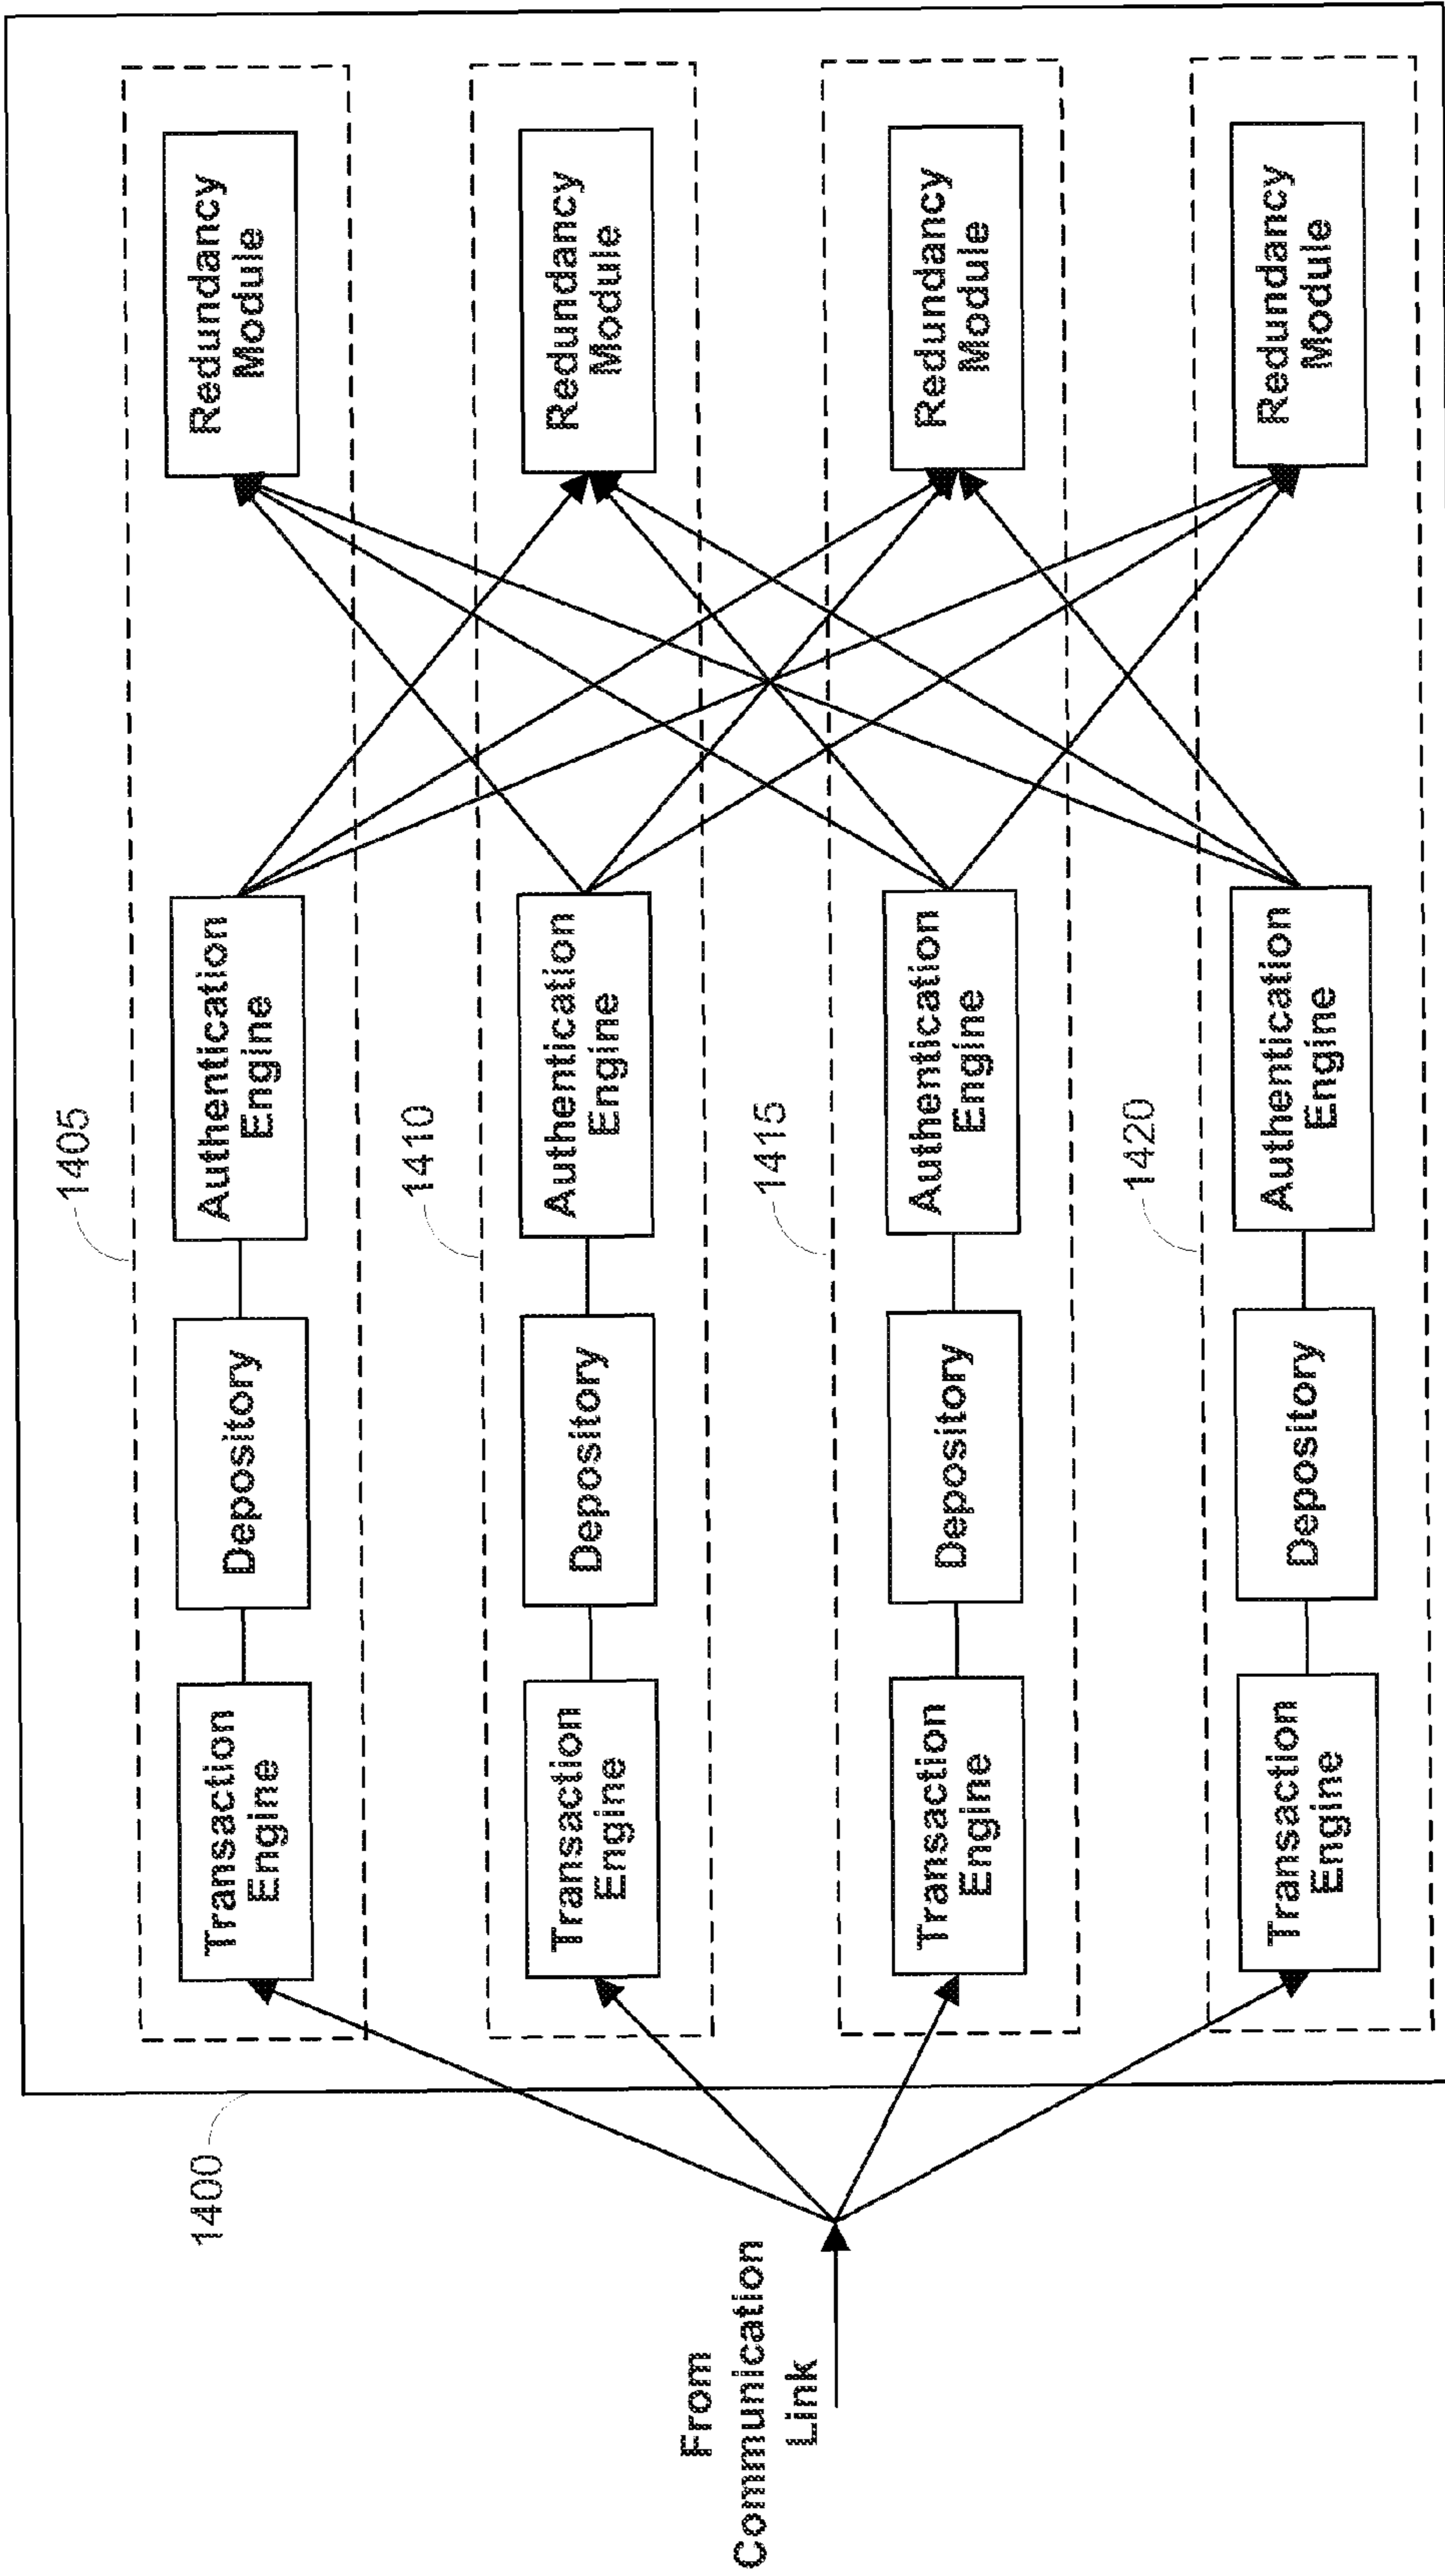 1400
From
Communication
Link
1405
Transaction
Engine
Depository
Authentication
Engine
Redundancy
Module
1410
Transaction
Engine
Depository
Authentication
Engine
Redundancy
Module
1415
Transaction
Engine
Depository
Authentication
Engine
Redundancy
Module
1420
Transaction
Engine
Depository
Authentication
Engine
Redundancy
Module